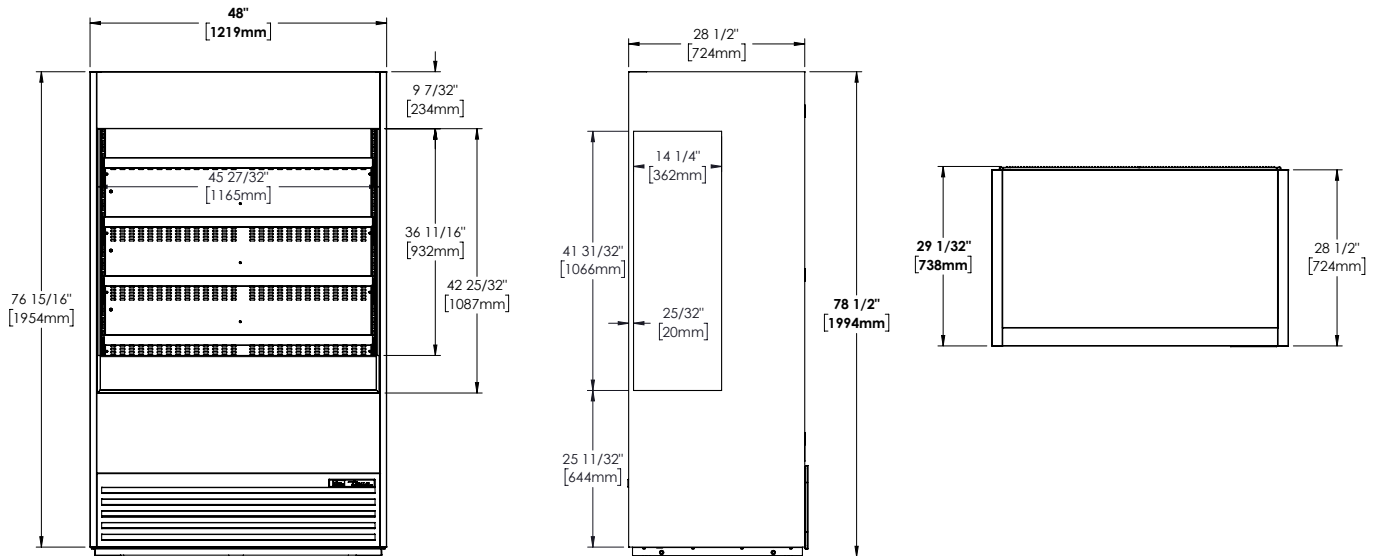 48"
[1219mm]
9 7/32"
[234mm]
45 27/32"
[1165mm]
36 11/16"
[932mm]
42 25/32"
[1087mm]
76 15/16"
[1954mm]
28 1/2"
[724mm]
14 1/4"
[362mm]
41 31/32"
[1066mm]
25/32"
[20mm]
78 1/2"
[1994mm]
25 11/32"
[644mm]
29 1/32"
[738mm]
28 1/2"
[724mm]